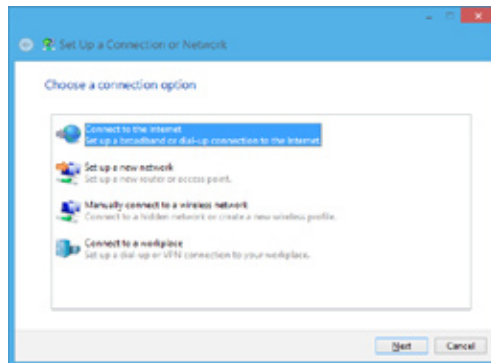 Set Up a Connection or Network
Choose a connection option
Connect to the Internet
Set up a broadband or dial-up connection to the Internet.
Set up a new network
Set up a new router or access point.
Manually connect to a wireless network
Connect to a hidden network or create a new wireless profile.
Connect to a workplace
Set up a dial-up or VPN connection to your workplace.
Next
Cancel